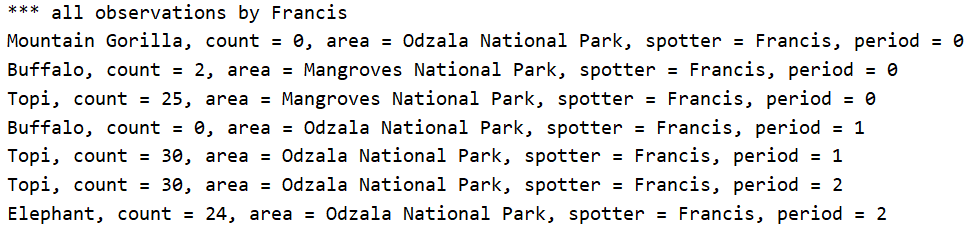 *** all observations by Francis
Mountain Gorilla, count = 0, area = Odzala National Park, spotter = Francis, period = 0
Buffalo, count = 2, area = Mangroves National Park, spotter = Francis, period = 0
Topi, count = 25, area = Mangroves National Park, spotter = Francis, period = 0
Buffalo, count = 0, area = Odzala National Park, spotter = Francis, period = 1
Topi, count = 30, area = Odzala National Park, spotter = Francis, period = 1
Topi, count = 30, area = Odzala National Park, spotter = Francis, period = 2
Elephant, count = 24, area = Odzala National Park, spotter = Francis, period = 2